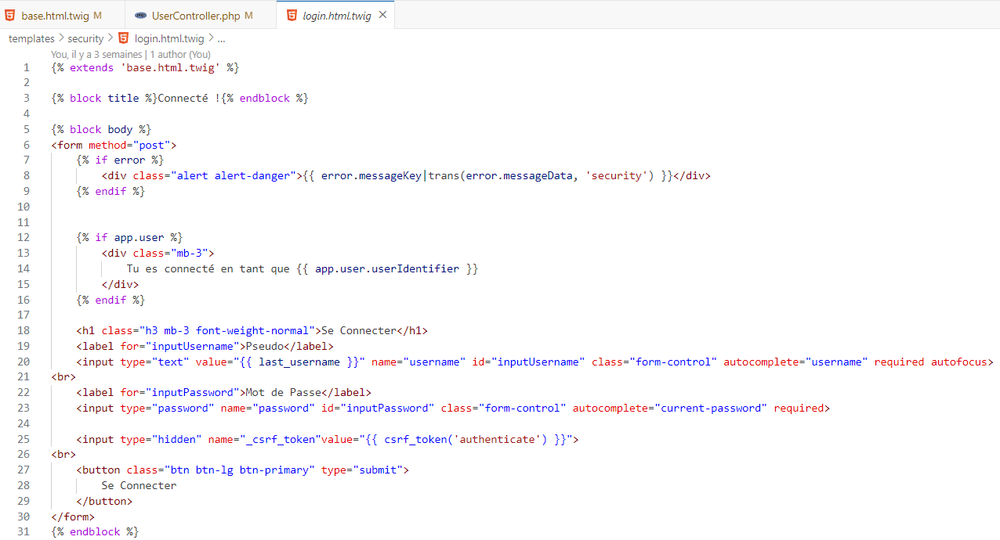 base.html.twig M UserController.php M login.html.twig
templates > security > login.html.twig > ...
You, il y a 3 semaines | 1 author (You)
1 {% extends 'base.html.twig' %}
2
3 {% block title %}Connecté !{% endblock %}
4
5 {% block body %}
6 <form method="post">
7 {% if error %}
8 <div class="alert alert-danger">{{ error.messageKey|trans(error.messageData, 'security') }}</div>
9 {% endif %}
10
11
12 {% if app.user %}
13 <div class="mb-3">
14 Tu es connecté en tant que {{ app.user.userIdentifier }}
15 </div>
16 {% endif %}
17
18 <h1 class="h3 mb-3 font-weight-normal">Se Connecter</h1>
19 <label for="inputUsername">Pseudo</label>
20 <input type="text" value="{{ last_username }}" name="username" id="inputUsername" class="form-control" autocomplete="username" required autofocus>
21 <br>
22 <label for="inputPassword">Mot de Passe</label>
23 <input type="password" name="password" id="inputPassword" class="form-control" autocomplete="current-password" required>
24
25 <input type="hidden" name="_csrf_token"value="{{ csrf_token('authenticate') }}">
26 <br>
27 <button class="btn btn-lg btn-primary" type="submit">
28 Se Connecter
29 </button>
30 </form>
31 {% endblock %}